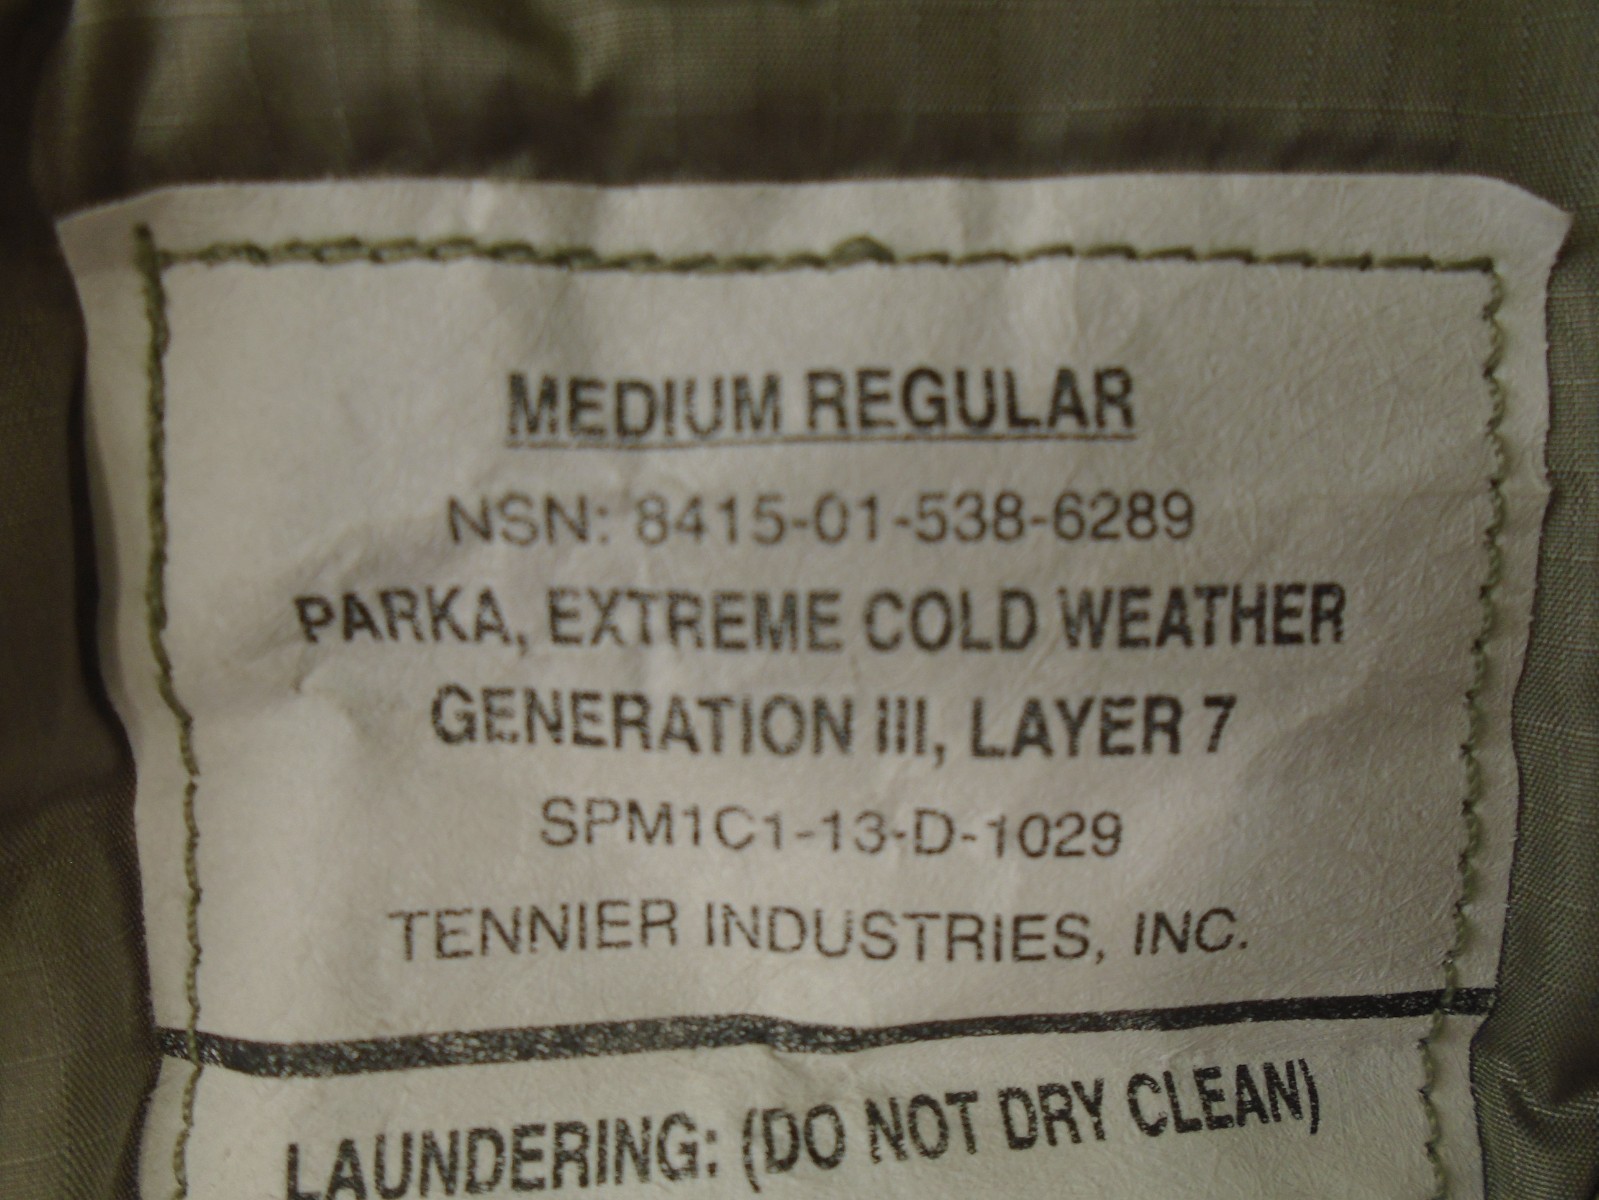 MEDIUM REGULAR
NSN: 8415-01-538-6289
PARKA, EXTREME COLD WEATHER
GENERATION III, LAYER 7
SPM1C1-13-D-1029
TENNIER INDUSTRIES, INC.
LAUNDERING: (DO NOT DRY CLEAN)